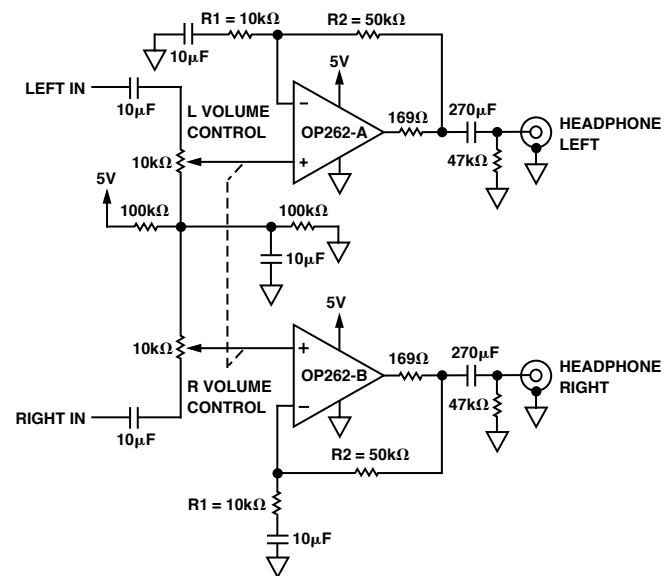 R1 = 10kΩ
R2 = 50kΩ
10µF
5V
LEFT IN
10µF
L VOLUME
CONTROL
OP262-A
169Ω
270µF
HEADPHONE
LEFT
10kΩ
47kΩ
5V
100kΩ
100kΩ
10µF
5V
10kΩ
OP262-B
169Ω
270µF
HEADPHONE
RIGHT
R VOLUME
CONTROL
47kΩ
RIGHT IN
10µF
R2 = 50kΩ
R1 = 10kΩ
10µF